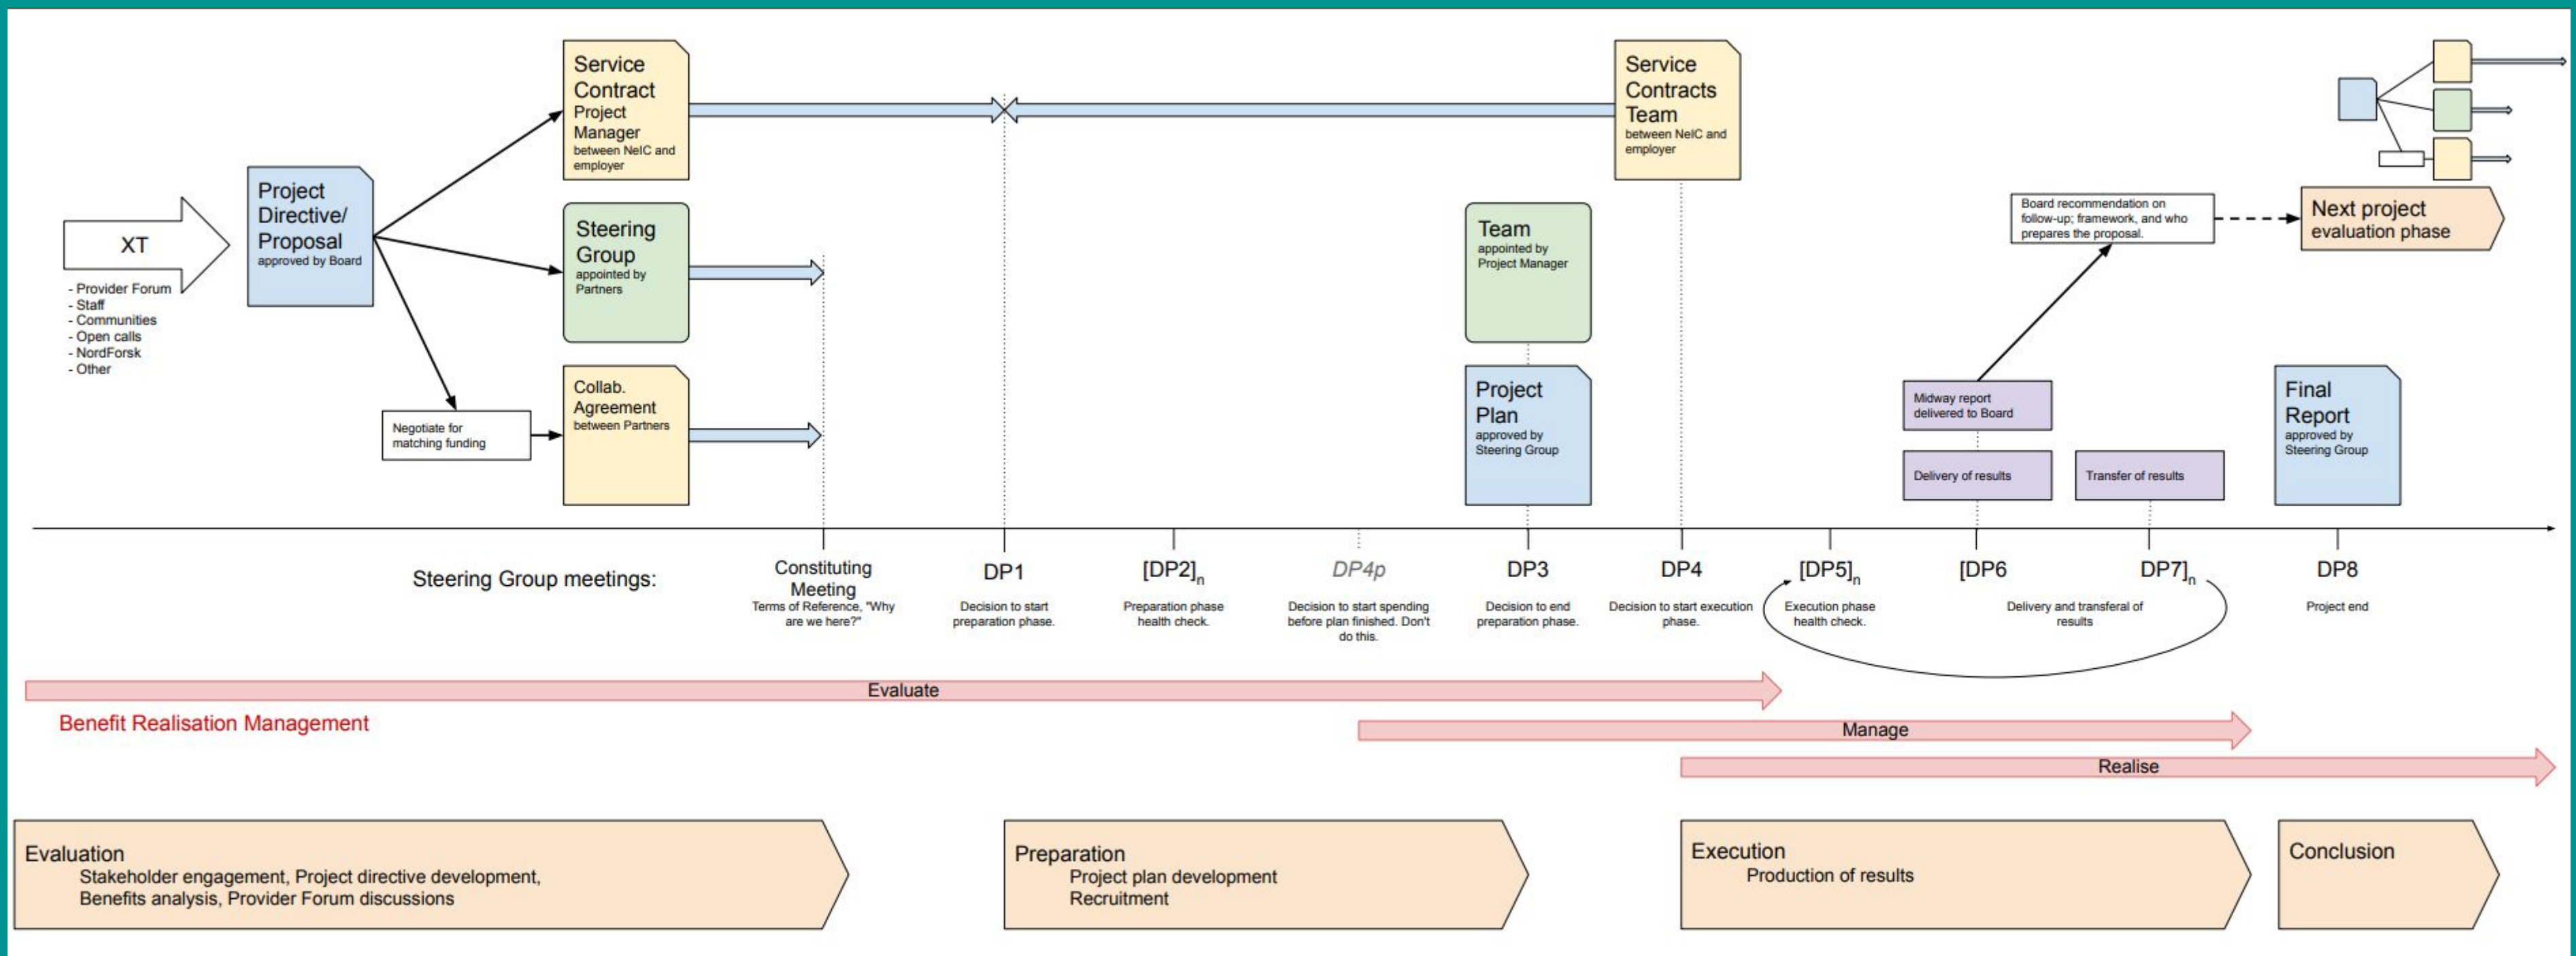 XT
- Provider Forum
- Staff
- Communities
- Open calls
- NordForsk
- Other
Project
Directive/
Proposal
approved by Board
Negotiate for
matching funding
Service
Contract
Project
Manager
between NeIC and
employer
Steering
Group
appointed by
Partners
Collab.
Agreement
between Partners
Team
appointed by
Project Manager
Project
Plan
approved by
Steering Group
Service
Contracts
Team
between NeIC and
employer
Midway report
delivered to Board
Delivery of results
Transfer of results
Board recommendation on
follow-up; framework, and who
prepares the proposal.
Next project
evaluation phase
Final
Report
approved by
Steering Group
Steering Group meetings:
Constituting
Meeting
Terms of Reference, "Why
are we here?"
DP1
Decision to start
preparation phase.
[DP2]n
Preparation phase
health check.
DP4p
Decision to start spending
before plan finished. Don't
do this.
DP3
Decision to end
preparation phase.
DP4
Decision to start execution
phase.
[DP5]n
Execution phase
health check.
[DP6
DP7]n
Delivery and transferal of
results
DP8
Project end
Evaluate
Benefit Realisation Management
Manage
Realise
Evaluation
Stakeholder engagement, Project directive development,
Benefits analysis, Provider Forum discussions
Preparation
Project plan development
Recruitment
Execution
Production of results
Conclusion